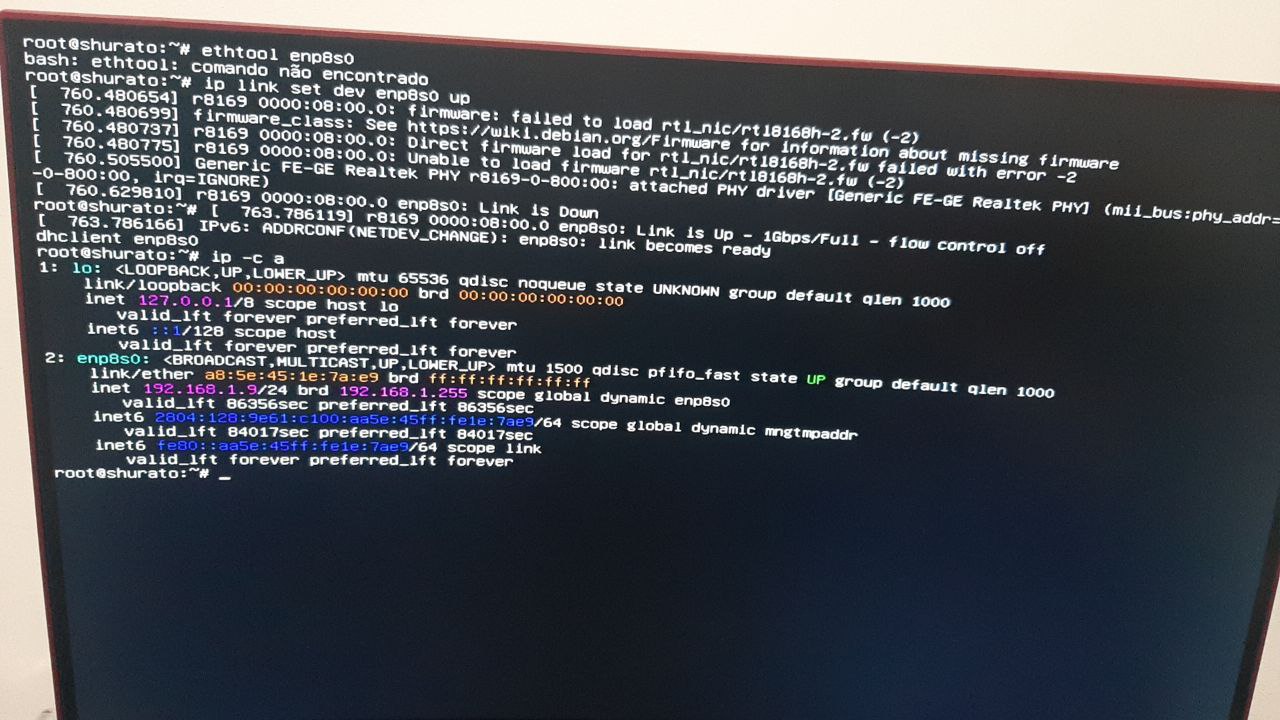 root@shurato:~# ethtool enp8s0
bash: ethtool: comando não encontrado
root@shurato:~# ip link set dev enp8s0 up
[  760.480654] r8169 0000:08:00.0: firmware: failed to load rtl_nic/rtl8168h-2.fw (-2)
[  760.480699] firmware_class: See https://wiki.debian.org/Firmware for information about missing firmware
[  760.480737] r8169 0000:08:00.0: Direct firmware load for rtl_nic/rtl8168h-2.fw failed with error -2
[  760.480775] r8169 0000:08:00.0: Unable to load firmware rtl_nic/rtl8168h-2.fw (-2)
[  760.505500] Generic FE-GE Realtek PHY r8169-0-800:00: attached PHY driver [Generic FE-GE Realtek PHY] (mii_bus:phy_addr=
-0-800:00, irq=IGNORE)
[  760.629810] r8169 0000:08:00.0 enp8s0: Link is Down
root@shurato:~# [  763.786119] r8169 0000:08:00.0 enp8s0: Link is Up - 1Gbps/Full - flow control off
[  763.786166] IPv6: ADDRCONF(NETDEV_CHANGE): enp8s0: link becomes ready
dhclient enp8s0
root@shurato:~# ip -c a
1: lo: <LOOPBACK,UP,LOWER_UP> mtu 65536 qdisc noqueue state UNKNOWN group default qlen 1000
    link/loopback 00:00:00:00:00:00 brd 00:00:00:00:00:00
    inet 127.0.0.1/8 scope host lo
       valid_lft forever preferred_lft forever
    inet6 ::1/128 scope host
       valid_lft forever preferred_lft forever
2: enp8s0: <BROADCAST,MULTICAST,UP,LOWER_UP> mtu 1500 qdisc pfifo_fast state UP group default qlen 1000
    link/ether a8:5e:45:1e:7a:e9 brd ff:ff:ff:ff:ff:ff
    inet 192.168.1.9/24 brd 192.168.1.255 scope global dynamic enp8s0
       valid_lft 86356sec preferred_lft 86356sec
    inet6 2804:128:9e61:c100:aa5e:45ff:fe1e:7ae9/64 scope global dynamic mngtmpaddr
       valid_lft 84017sec preferred_lft 84017sec
    inet6 fe80::aa5e:45ff:fe1e:7ae9/64 scope link
       valid_lft forever preferred_lft forever
root@shurato:~# _